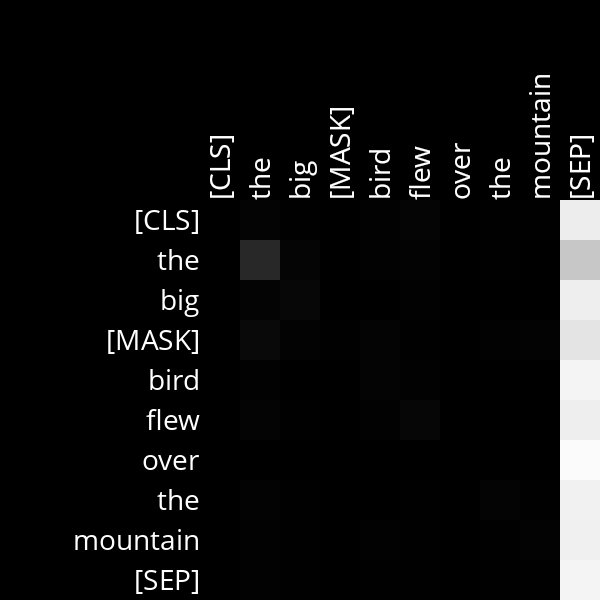 [CLS] the big [MASK] bird flew over the mountain [SEP]
[CLS]
the
big
[MASK]
bird
flew
over
the
mountain
[SEP]